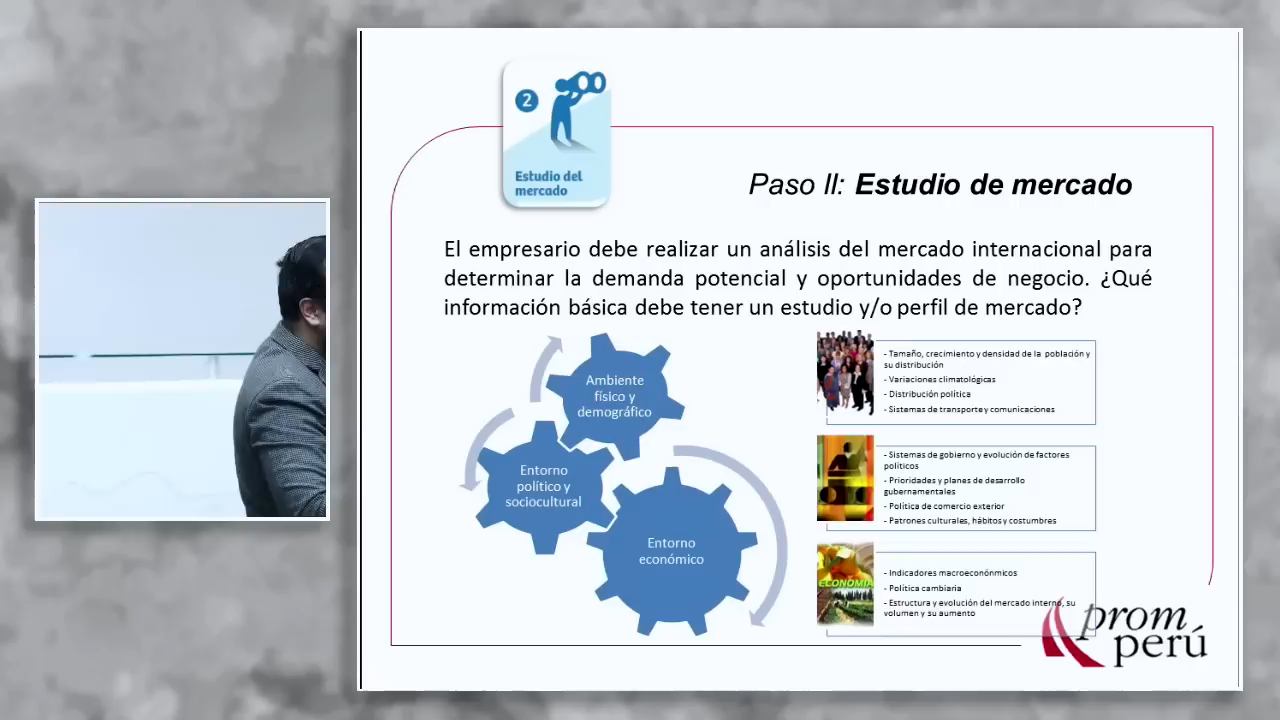 2
Estudio del
mercado
Paso II: Estudio de mercado
El empresario debe realizar un análisis del mercado internacional para
determinar la demanda potencial y oportunidades de negocio. ¿Qué
información básica debe tener un estudio y/o perfil de mercado?
Ambiente
físico y
demográfico
Entorno
político y
sociocultural
Entorno
económico
- Tamaño, crecimiento y densidad de la población y
su distribución
- Variaciones climatológicas
- Distribución política
- Sistemas de transporte y comunicaciones
- Sistemas de gobierno y evolución de factores
políticos
- Prioridades y planes de desarrollo
gubernamentales
- Política de comercio exterior
- Patrones culturales, hábitos y costumbres
ECONOMIA
- Indicadores macroeconónmicos
- Política cambiaria
- Estructura y evolución del mercado interno, su
volumen y su aumento
prom
perú